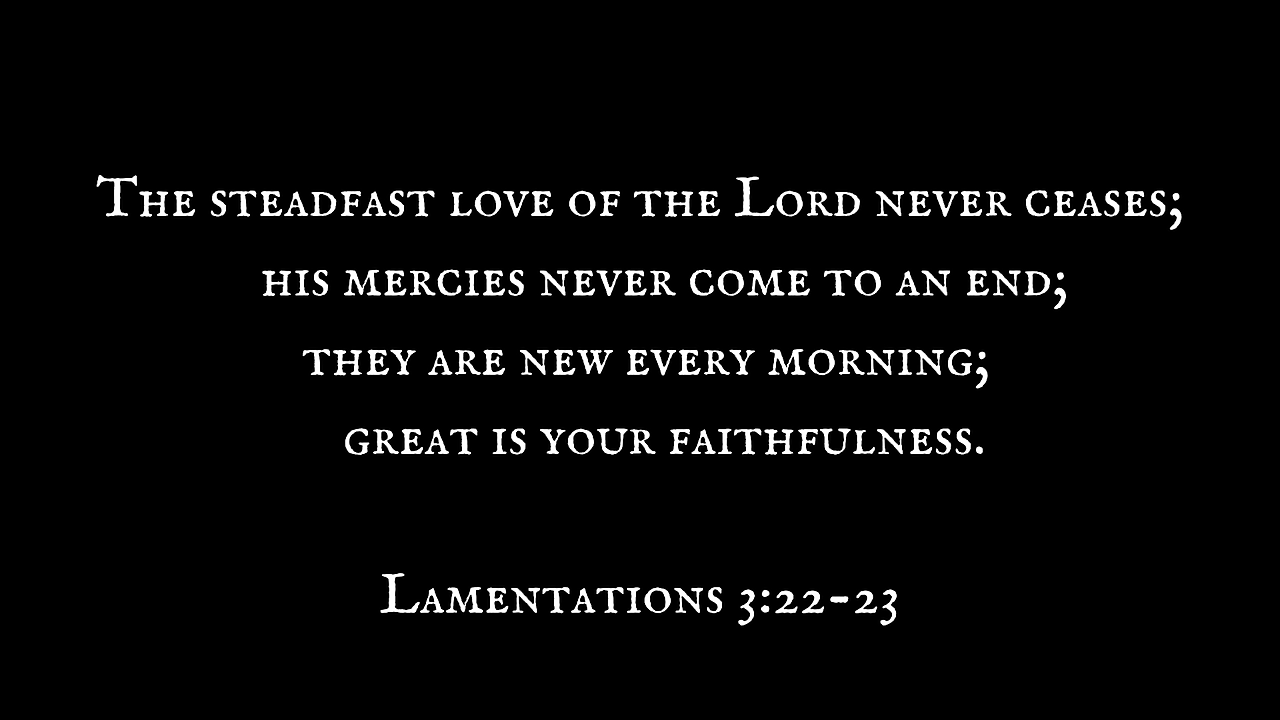 The steadfast love of the Lord never ceases;
his mercies never come to an end;
they are new every morning;
great is your faithfulness.
Lamentations 3:22-23